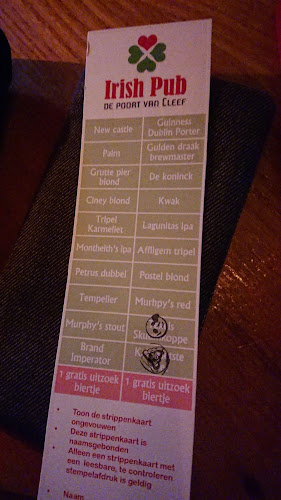 Irish Pub
DE POORT VAN CLEEF
New castle
Guinness
Dublin Porter
Palm
Gulden draak
brewmaster
Grutte pier
blond
De koninck
Ciney blond
Kwak
Tripel
Karmeliet
Lagunitas ipa
Montheith's ipa
Affligem tripel
Petrus dubbel
Postel blond
Tempelier
Murhpy's red
Murphy's stout
Brand
Imperator
1 gratis uitzoek
biertje
1 gratis uitzoek
biertje
• Toon de strippenkaart
ongevouwen
• Deze strippenkaart is
naamsgebonden
• Alleen een strippenkaart met
een leesbare, te controleren
stempelafdruk is geldig
• Naam